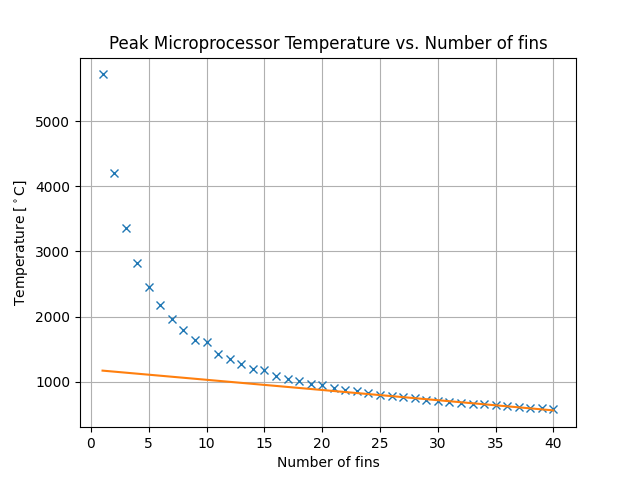 Peak Microprocessor Temperature vs. Number of fins
Temperature [°C]
5000
4000
3000
2000
1000
0 5 10 15 20 25 30 35 40
Number of fins